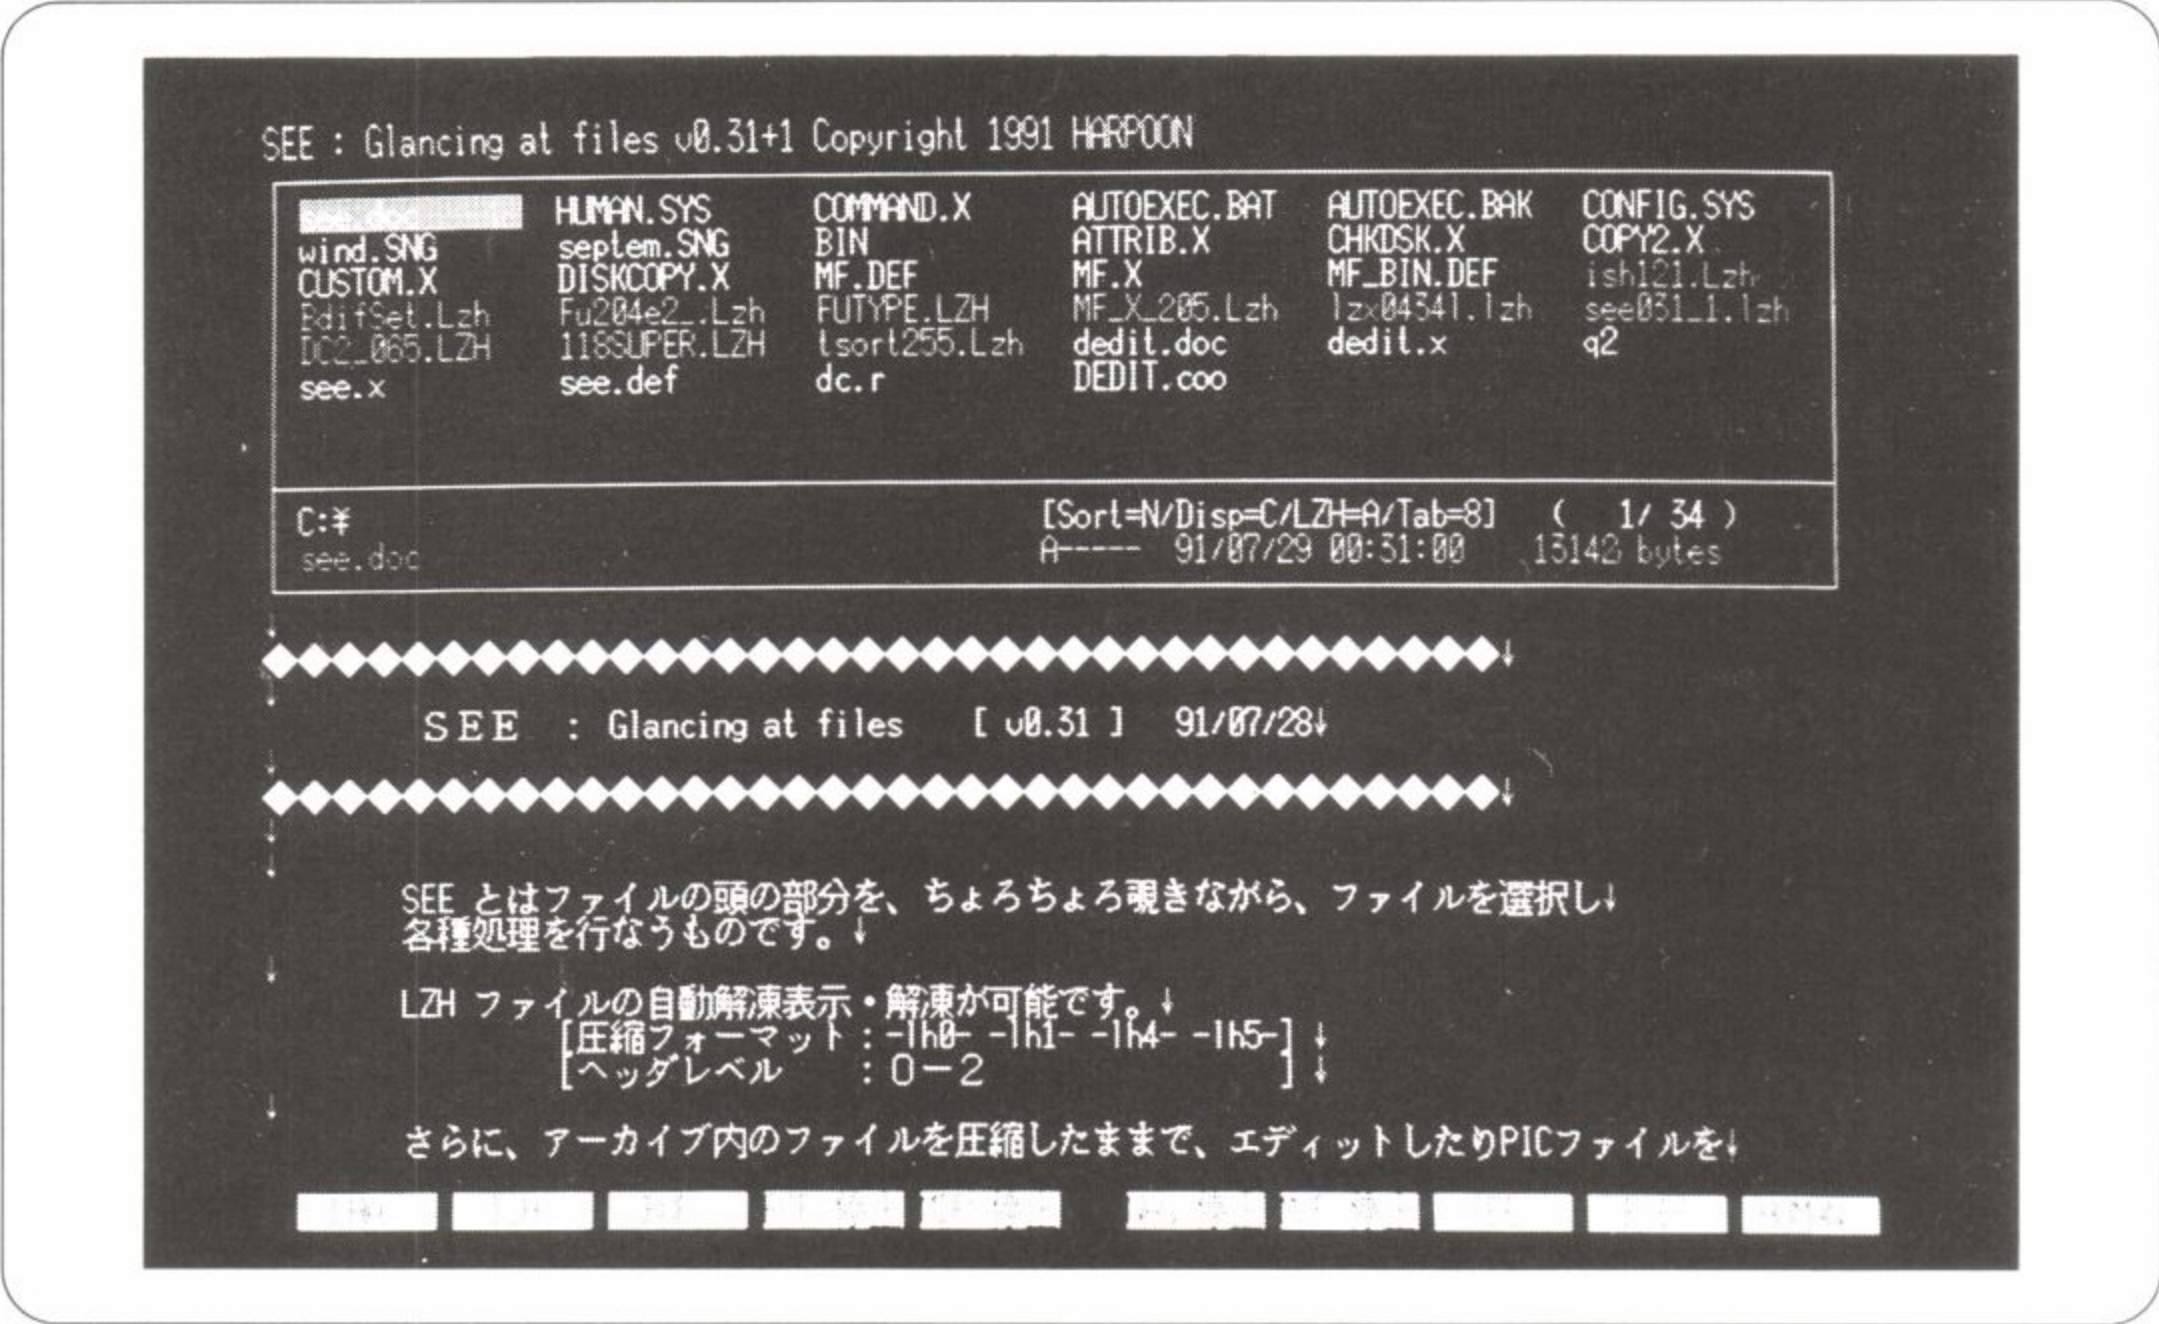 SEE : Glancing at files v0.31+1 Copyright 1991 HARPOON
see.doc HUMAN.SYS COMMAND.X AUTOEXEC.BAT AUTOEXEC.BAK CONFIG.SYS
wind.SNG septem.SNG BIN ATTRIB.X CHKDSK.X COPY2.X
CUSTOM.X DISKCOPY.X MF.DEF MF.X MF_BIN.DEF ish121.Lzh
BdifSet.Lzh Fu204e2_.Lzh FUTYPE.LZH MF_X_205.Lzh lzx0434l.lzh see031_1.lzh
DC2_065.LZH 118SUPER.LZH tsort255.Lzh dedit.doc dedit.x q2
see.x see.def dc.r DEDIT.coo
C:¥ [Sort=N/Disp=C/LZH=A/Tab=8] ( 1/ 34 )
see.doc A----- 91/07/29 00:31:00 bytes
↓
◆◆◆◆◆◆◆◆◆◆◆◆◆◆◆◆◆◆◆◆◆◆◆◆◆◆◆◆◆◆◆◆◆◆◆◆↓
↓
SEE : Glancing at files [ v0.31 ] 91/07/28↓
↓
◆◆◆◆◆◆◆◆◆◆◆◆◆◆◆◆◆◆◆◆◆◆◆◆◆◆◆◆◆◆◆◆◆◆◆◆↓
↓
↓
SEE とはファイルの頭の部分を、ちょろちょろ覗きながら、ファイルを選択し↓
各種処理を行なうものです。↓
↓
LZH ファイルの自動解凍表示・解凍が可能です。↓
[圧縮フォーマット：-lh0- -lh1- -lh4- -lh5-] ↓
[ヘッダレベル ：０－２ ] ↓
↓
さらに、アーカイブ内のファイルを圧縮したままで、エディットしたりPICファイルを↓